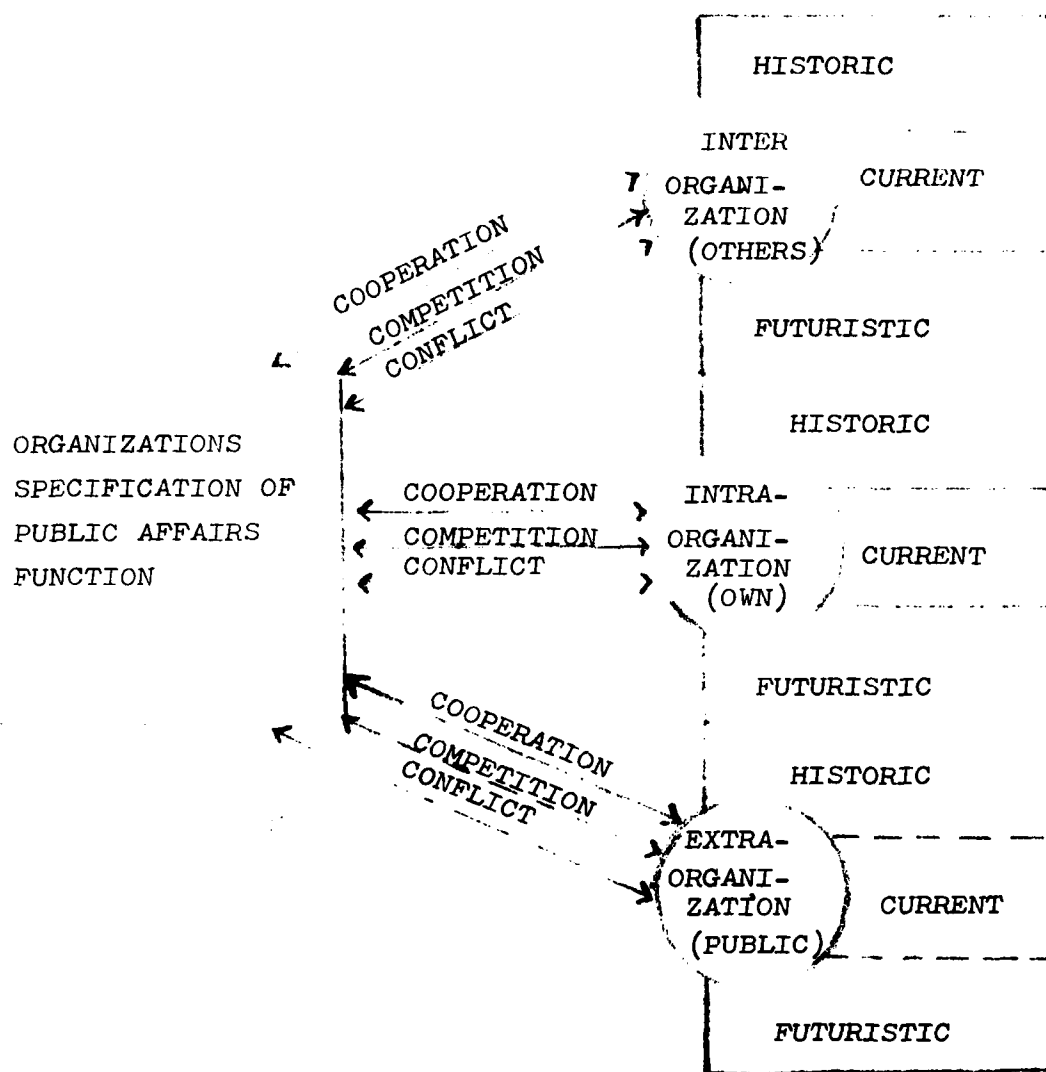 HISTORIC
INTER
ORGANI-
ZATION
(OTHERS)
CURRENT
FUTURISTIC
COOPERATION
COMPETITION
CONFLICT
ORGANIZATIONS
SPECIFICATION OF
PUBLIC AFFAIRS
FUNCTION
HISTORIC
COOPERATION
COMPETITION
CONFLICT
INTRA-
ORGANI-
ZATION
(OWN)
CURRENT
FUTURISTIC
COOPERATION
COMPETITION
CONFLICT
HISTORIC
EXTRA-
ORGANI-
ZATION
(PUBLIC)
CURRENT
FUTURISTIC